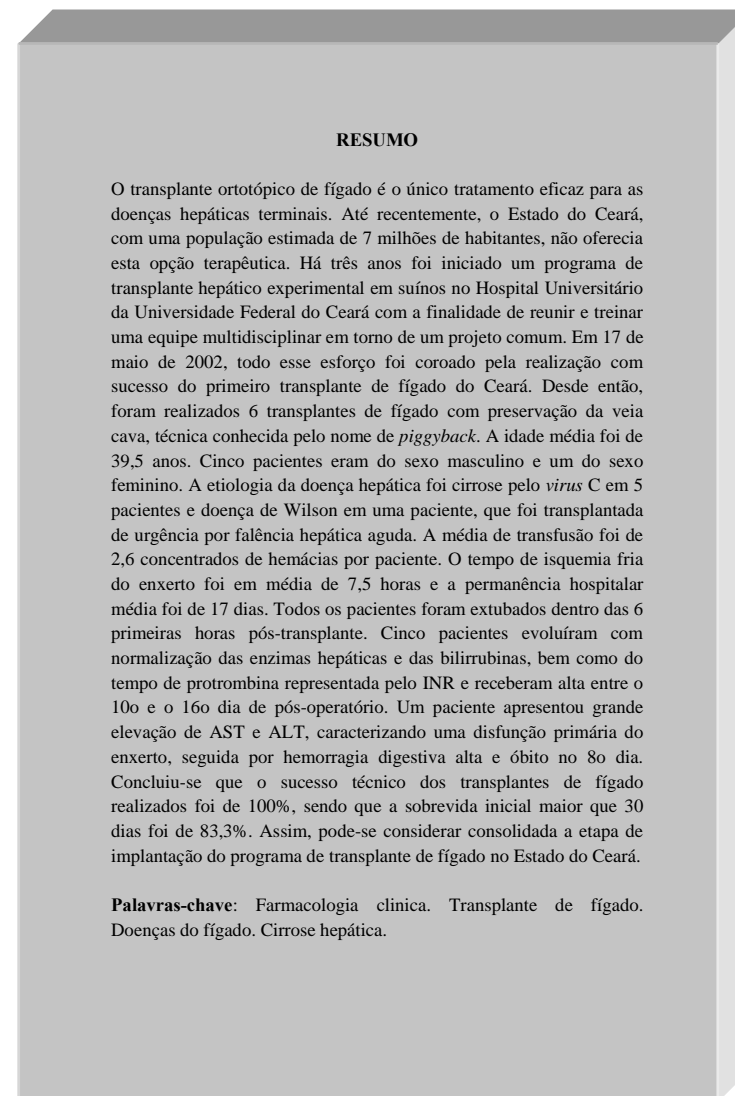 RESUMO
O transplante ortotópico de fígado é o único tratamento eficaz para as
doenças hepáticas terminais. Até recentemente, o Estado do Ceará,
com uma população estimada de 7 milhões de habitantes, não oferecia
esta opção terapêutica. Há três anos foi iniciado um programa de
transplante hepático experimental em suínos no Hospital Universitário
da Universidade Federal do Ceará com a finalidade de reunir e treinar
uma equipe multidisciplinar em torno de um projeto comum. Em 17 de
maio de 2002, todo esse esforço foi coroado pela realização com
sucesso do primeiro transplante de fígado do Ceará. Desde então,
foram realizados 6 transplantes de fígado com preservação da veia
cava, técnica conhecida pelo nome de piggyback. A idade média foi de
39,5 anos. Cinco pacientes eram do sexo masculino e um do sexo
feminino. A etiologia da doença hepática foi cirrose pelo virus C em 5
pacientes e doença de Wilson em uma paciente, que foi transplantada
de urgência por falência hepática aguda. A média de transfusão foi de
2,6 concentrados de hemácias por paciente. O tempo de isquemia fria
do enxerto foi em média de 7,5 horas e a permanência hospitalar
média foi de 17 dias. Todos os pacientes foram extubados dentro das 6
primeiras horas pós-transplante. Cinco pacientes evoluíram com
normalização das enzimas hepáticas e das bilirrubinas, bem como do
tempo de protrombina representada pelo INR e receberam alta entre o
10o e o 16o dia de pós-operatório. Um paciente apresentou grande
elevação de AST e ALT, caracterizando uma disfunção primária do
enxerto, seguida por hemorragia digestiva alta e óbito no 8o dia.
Concluiu-se que o sucesso técnico dos transplantes de fígado
realizados foi de 100%, sendo que a sobrevida inicial maior que 30
dias foi de 83,3%. Assim, pode-se considerar consolidada a etapa de
implantação do programa de transplante de fígado no Estado do Ceará.
Palavras-chave: Farmacologia clinica. Transplante de fígado.
Doenças do fígado. Cirrose hepática.